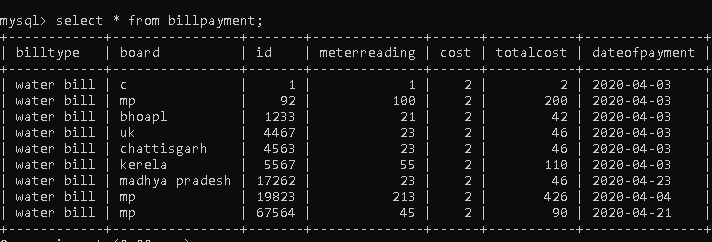 mysql> select * from billpayment;
| billtype | board | id | meterreading | cost | totalcost | dateofpayment |
| water bill | c | 1 | 1 | 2 | 2 | 2020-04-03 |
| water bill | mp | 92 | 100 | 2 | 200 | 2020-04-03 |
| water bill | bhoapl | 1233 | 21 | 2 | 42 | 2020-04-03 |
| water bill | uk | 4467 | 23 | 2 | 46 | 2020-04-03 |
| water bill | chattisgarh | 4563 | 23 | 2 | 46 | 2020-04-03 |
| water bill | kerela | 5567 | 55 | 2 | 110 | 2020-04-03 |
| water bill | madhya pradesh | 17262 | 23 | 2 | 46 | 2020-04-23 |
| water bill | mp | 19823 | 213 | 2 | 426 | 2020-04-04 |
| water bill | mp | 67564 | 45 | 2 | 90 | 2020-04-21 |